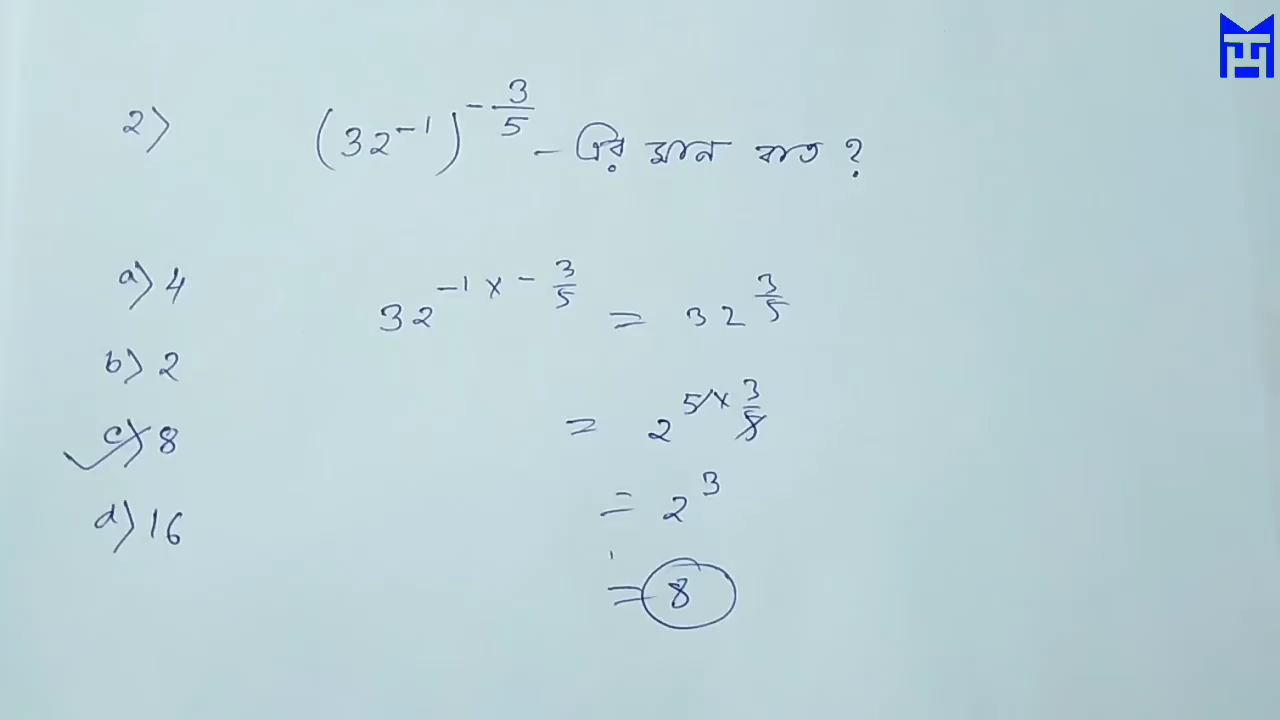 2) (32⁻¹)^(-3/5) - এর মান কত ?
a) 4
b) 2
c) 8
d) 16
32^(-1 × -3/5) = 32^(3/5)
= 2^(5 × 3/5)
= 2³
= 8